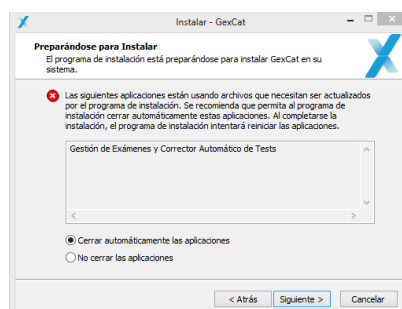 Instalar - GexCat
Preparándose para Instalar
El programa de instalación está preparándose para instalar GexCat en su
sistema.
Las siguientes aplicaciones están usando archivos que necesitan ser actualizados
por el programa de instalación. Se recomienda que permita al programa de
instalación cerrar automáticamente estas aplicaciones. Al completarse la
instalación, el programa de instalación intentará reiniciar las aplicaciones.
Gestión de Exámenes y Corrector Automático de Tests
Cerrar automáticamente las aplicaciones
No cerrar las aplicaciones
< Atrás Siguiente > Cancelar